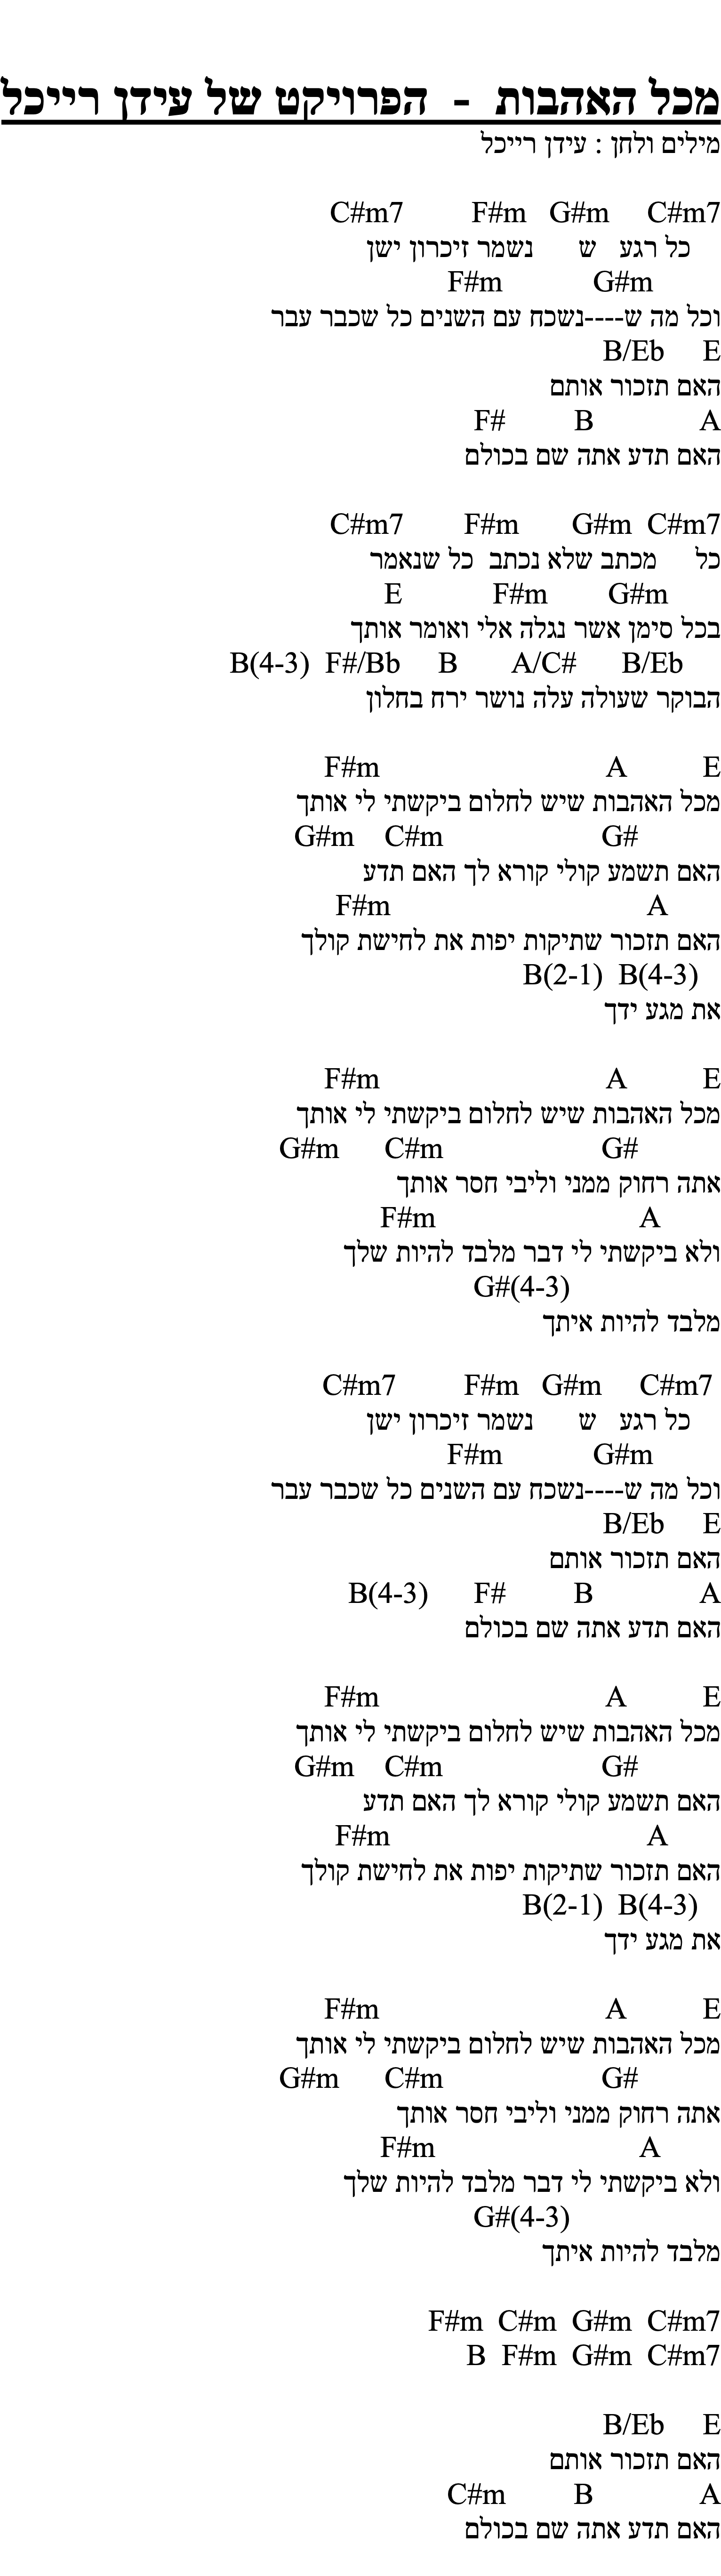 מכל האהבות - הפרויקט של עידן רייכל
מילים ולחן : עידן רייכל
C#m7 F#m G#m C#m7
כל רגע ש נשמר זיכרון ישן
F#m G#m
וכל מה ש----נשכח עם השנים כל שכבר עבר
B/Eb E
האם תזכור אותם
F# B A
האם תדע אתה שם בכולם
C#m7 F#m G#m C#m7
כל מכתב שלא נכתב כל שנאמר
E F#m G#m
בכל סימן אשר נגלה אלי ואומר אותך
B(4-3) F#/Bb B A/C# B/Eb
הבוקר שעולה עלה נושר ירח בחלון
F#m A E
מכל האהבות שיש לחלום ביקשתי לי אותך
G#m C#m G#
האם תשמע קולי קורא לך האם תדע
F#m A
האם תזכור שתיקות יפות את לחישת קולך
B(2-1) B(4-3)
את מגע ידך
F#m A E
מכל האהבות שיש לחלום ביקשתי לי אותך
G#m C#m G#
אתה רחוק ממני וליבי חסר אותך
F#m A
ולא ביקשתי לי דבר מלבד להיות שלך
G#(4-3)
מלבד להיות איתך
C#m7 F#m G#m C#m7
כל רגע ש נשמר זיכרון ישן
F#m G#m
וכל מה ש----נשכח עם השנים כל שכבר עבר
B/Eb E
האם תזכור אותם
B(4-3) F# B A
האם תדע אתה שם בכולם
F#m A E
מכל האהבות שיש לחלום ביקשתי לי אותך
G#m C#m G#
האם תשמע קולי קורא לך האם תדע
F#m A
האם תזכור שתיקות יפות את לחישת קולך
B(2-1) B(4-3)
את מגע ידך
F#m A E
מכל האהבות שיש לחלום ביקשתי לי אותך
G#m C#m G#
אתה רחוק ממני וליבי חסר אותך
F#m A
ולא ביקשתי לי דבר מלבד להיות שלך
G#(4-3)
מלבד להיות איתך
F#m C#m G#m C#m7
B F#m G#m C#m7
B/Eb E
האם תזכור אותם
C#m B A
האם תדע אתה שם בכולם